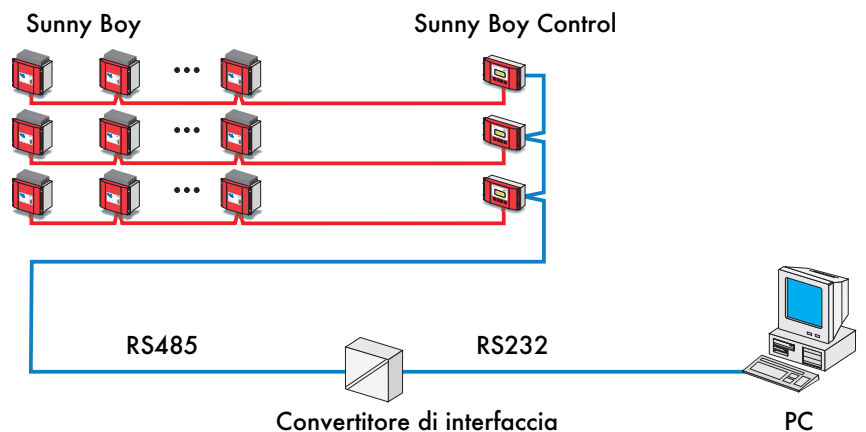 Sunny Boy
Sunny Boy Control
RS485
RS232
Convertitore di interfaccia
PC